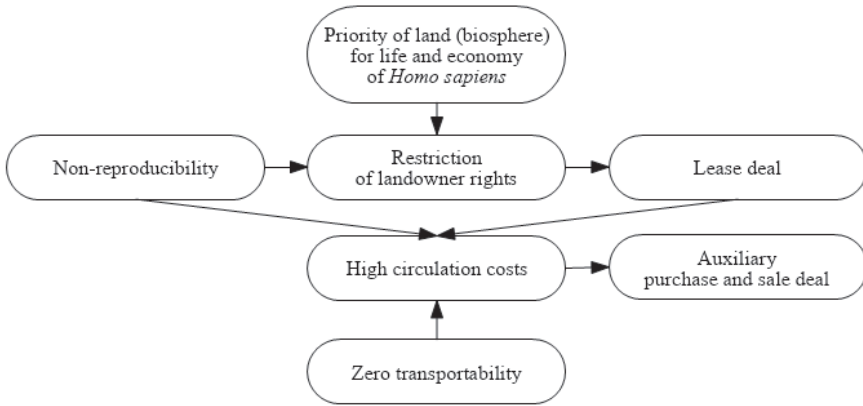 Priority of land (biosphere)
for life and economy
of Homo sapiens
Non-reproducibility
Restriction
of landowner rights
Lease deal
High circulation costs
Auxiliary
purchase and sale deal
Zero transportability